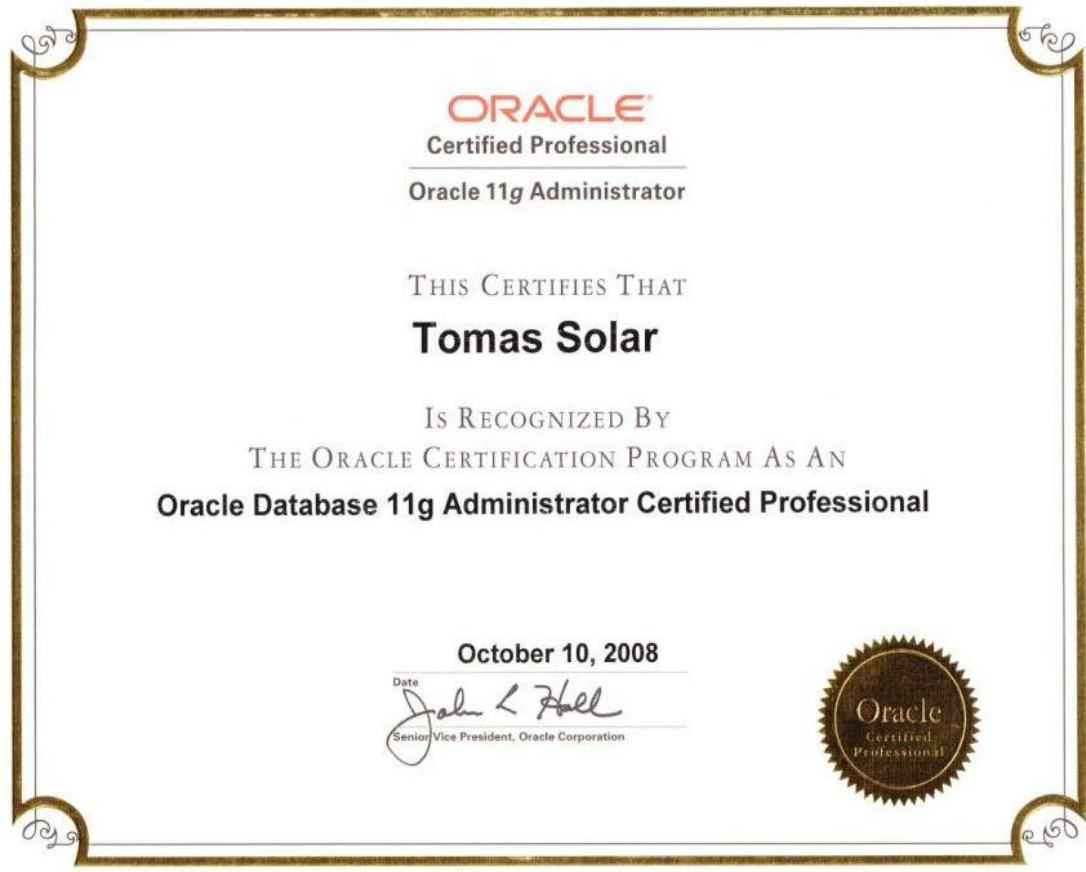 ORACLE®
Certified Professional
Oracle 11g Administrator
THIS CERTIFIES THAT
Tomas Solar
IS RECOGNIZED BY
THE ORACLE CERTIFICATION PROGRAM AS AN
Oracle Database 11g Administrator Certified Professional
October 10, 2008
Date
John L Hall
Senior Vice President, Oracle Corporation
Oracle
Certified
Professional